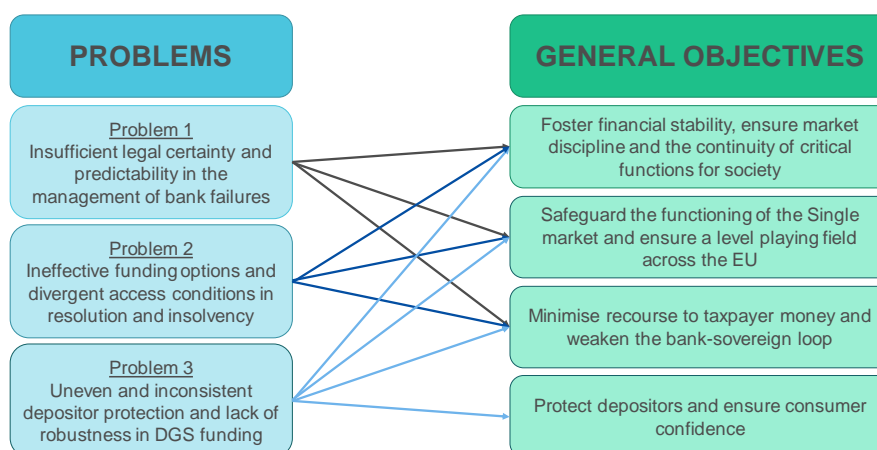 PROBLEMS
Problem 1
Insufficient legal certainty and
predictability in the
management of bank failures
Problem 2
Ineffective funding options and
divergent access conditions in
resolution and insolvency
Problem 3
Uneven and inconsistent
depositor protection and lack of
robustness in DGS funding
GENERAL OBJECTIVES
Foster financial stability, ensure market
discipline and the continuity of critical
functions for society
Safeguard the functioning of the Single
market and ensure a level playing field
across the EU
Minimise recourse to taxpayer money and
weaken the bank-sovereign loop
Protect depositors and ensure consumer
confidence